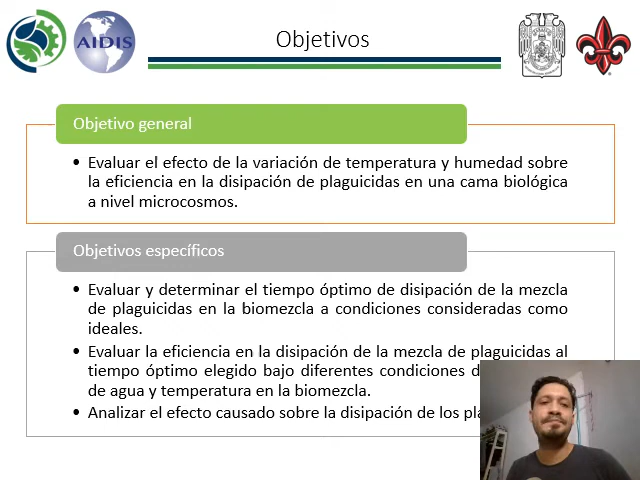 AIDIS
Objetivos
Objetivo general
• Evaluar el efecto de la variación de temperatura y humedad sobre
la eficiencia en la disipación de plaguicidas en una cama biológica
a nivel microcosmos.
Objetivos específicos
• Evaluar y determinar el tiempo óptimo de disipación de la mezcla
de plaguicidas en la biomezcla a condiciones consideradas como
ideales.
• Evaluar la eficiencia en la disipación de la mezcla de plaguicidas al
tiempo óptimo elegido bajo diferentes condiciones
de agua y temperatura en la biomezcla.
• Analizar el efecto causado sobre la disipación de los